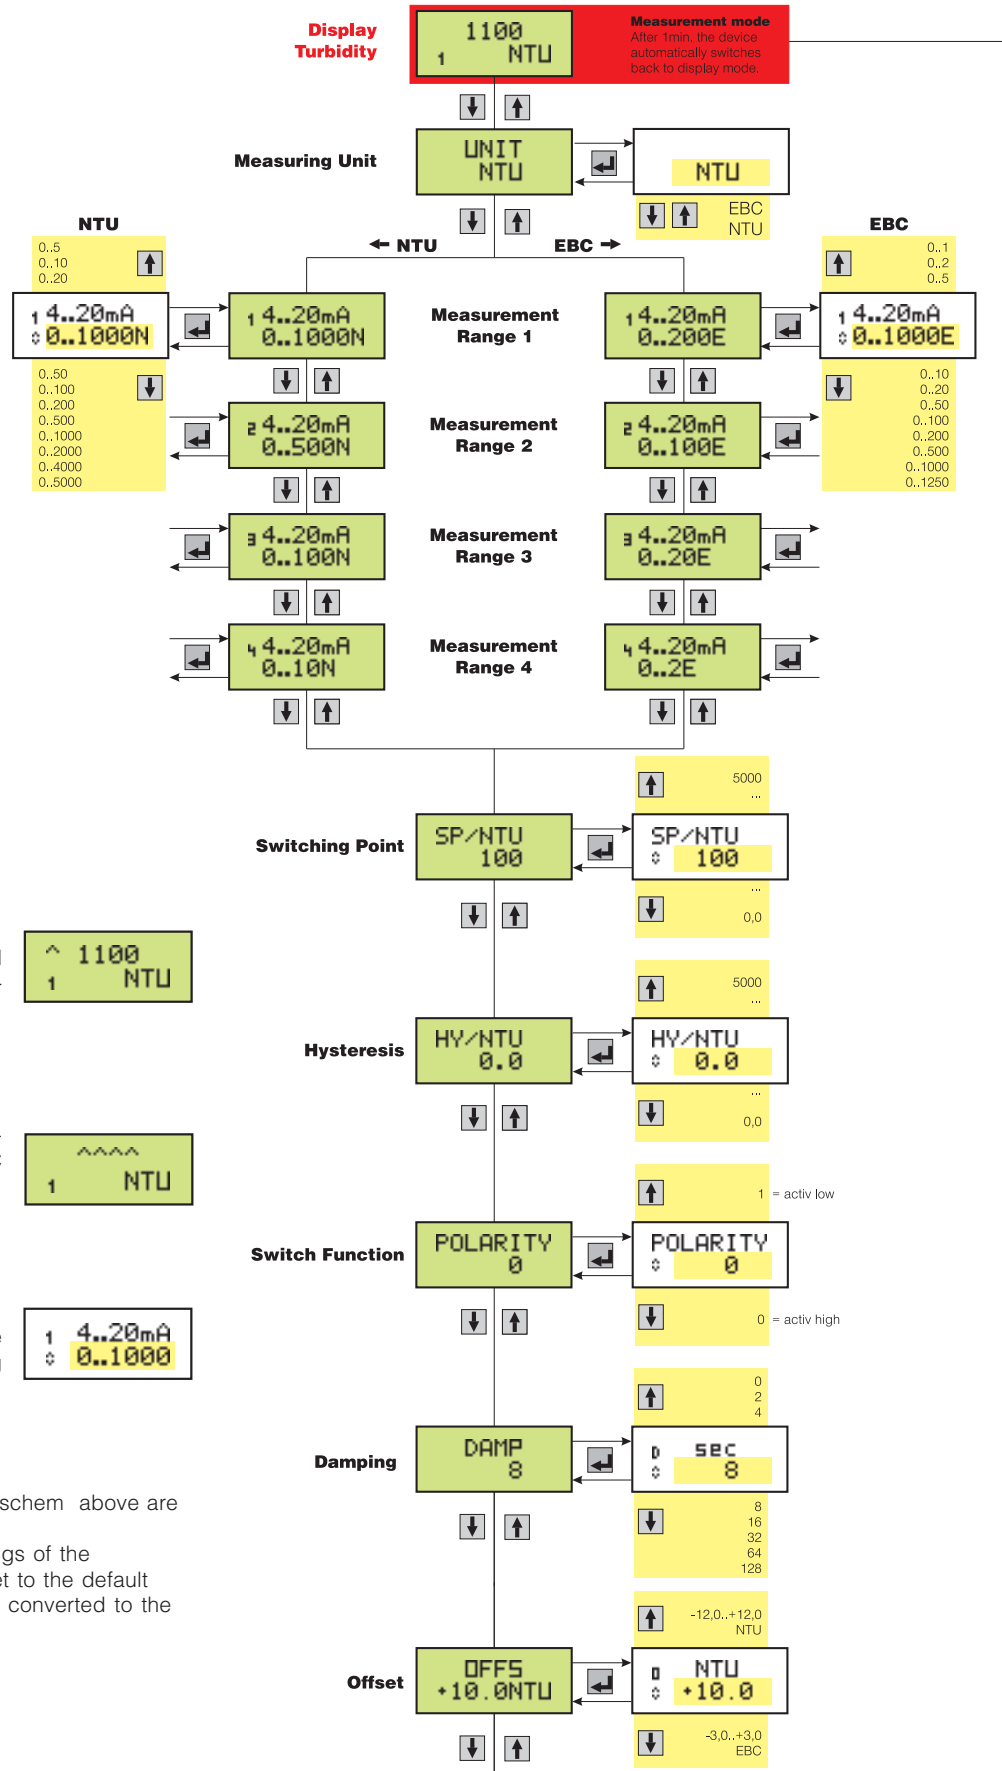 Display
Turbidity
1100
1 NTU
Measurement mode
After 1min. the device
automatically switches
back to display mode.
Measuring Unit
UNIT
NTU
NTU
EBC
NTU
NTU
← NTU
EBC →
EBC
0..5
0..10
0..20
1 4..20mA
0..1000N
0..50
0..100
0..200
0..500
0..1000
0..2000
0..4000
0..5000
1 4..20mA
0..1000N
Measurement
Range 1
1 4..20mA
0..200E
0..1
0..2
0..5
1 4..20mA
0..1000E
0..10
0..20
0..50
0..100
0..200
0..500
0..1000
0..1250
2 4..20mA
0..500N
Measurement
Range 2
2 4..20mA
0..100E
3 4..20mA
0..100N
Measurement
Range 3
3 4..20mA
0..20E
4 4..20mA
0..10N
Measurement
Range 4
4 4..20mA
0..2E
Switching Point
SP/NTU
100
5000
...
SP/NTU
100
...
0,0
^ 1100
1 NTU
Hysteresis
HY/NTU
0.0
5000
...
HY/NTU
0.0
...
0,0
^^^^
1 NTU
Switch Function
POLARITY
0
1 = activ low
POLARITY
0
0 = activ high
1 4..20mA
0..1000
Damping
DAMP
8
0
2
4
D sec
8
8
16
32
64
128
schem above are
gs of the
et to the default
converted to the
Offset
OFFS
+10.0NTU
-12,0..+12,0
NTU
O NTU
+10.0
-3,0..+3,0
EBC